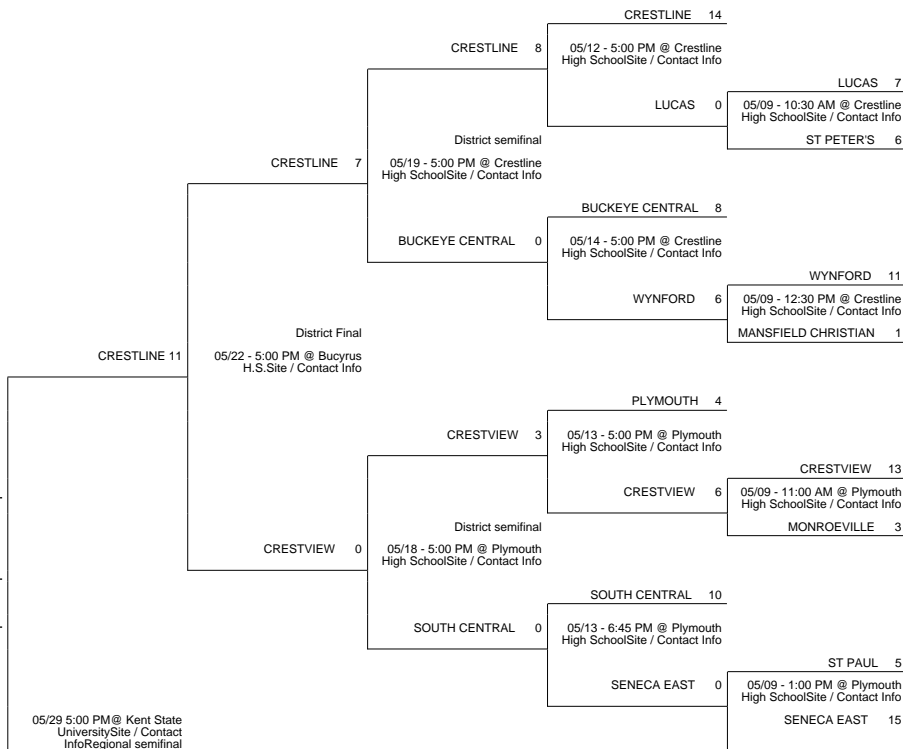 CRESTLINE 14
CRESTLINE 8
05/12 - 5:00 PM @ Crestline
High SchoolSite / Contact Info
LUCAS 7
LUCAS 0
05/09 - 10:30 AM @ Crestline
High SchoolSite / Contact Info
ST PETER'S 6
District semifinal
CRESTLINE 7
05/19 - 5:00 PM @ Crestline
High SchoolSite / Contact Info
BUCKEYE CENTRAL 8
BUCKEYE CENTRAL 0
05/14 - 5:00 PM @ Crestline
High SchoolSite / Contact Info
WYNFORD 11
WYNFORD 6
05/09 - 12:30 PM @ Crestline
High SchoolSite / Contact Info
MANSFIELD CHRISTIAN 1
District Final
CRESTLINE 11
05/22 - 5:00 PM @ Bucyrus
H.S.Site / Contact Info
PLYMOUTH 4
CRESTVIEW 3
05/13 - 5:00 PM @ Plymouth
High SchoolSite / Contact Info
CRESTVIEW 13
CRESTVIEW 6
05/09 - 11:00 AM @ Plymouth
High SchoolSite / Contact Info
MONROEVILLE 3
District semifinal
CRESTVIEW 0
05/18 - 5:00 PM @ Plymouth
High SchoolSite / Contact Info
SOUTH CENTRAL 10
SOUTH CENTRAL 0
05/13 - 6:45 PM @ Plymouth
High SchoolSite / Contact Info
ST PAUL 5
SENECA EAST 0
05/09 - 1:00 PM @ Plymouth
High SchoolSite / Contact Info
SENECA EAST 15
05/29 5:00 PM@ Kent State
UniversitySite / Contact
InfoRegional semifinal